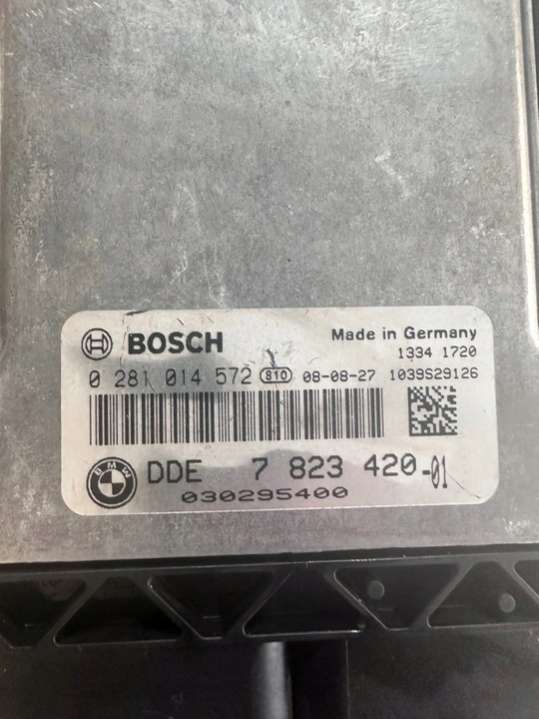 BOSCH
Made in Germany
1334 1720
0 281 014 572 810 08-08-27 1039S29126
BMW
DDE 7 823 420-01
030295400